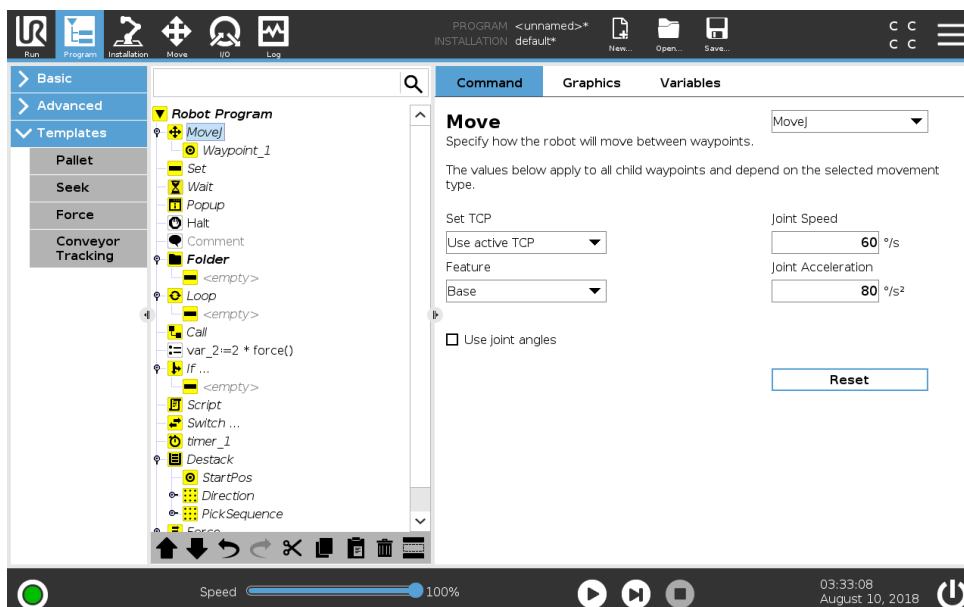 PROGRAM <unnamed>*
INSTALLATION default*
UR
Run
Program
Installation
Move
I/O
Log
New...
Open...
Save...
C C
C C
Basic
Advanced
Templates
Pallet
Seek
Force
Conveyor
Tracking
Robot Program
MoveJ
Waypoint_1
Set
Wait
Popup
Halt
Comment
Folder
<empty>
Loop
<empty>
Call
var_2:=2 * force()
If ...
<empty>
Script
Switch ...
timer_1
Destack
StartPos
Direction
PickSequence
Force
Command
Graphics
Variables
Move
MoveJ
Specify how the robot will move between waypoints.
The values below apply to all child waypoints and depend on the selected movement
type.
Set TCP
Joint Speed
Use active TCP
60 °/s
Feature
Joint Acceleration
Base
80 °/s²
Use joint angles
Reset
Speed
100%
03:33:08
August 10, 2018